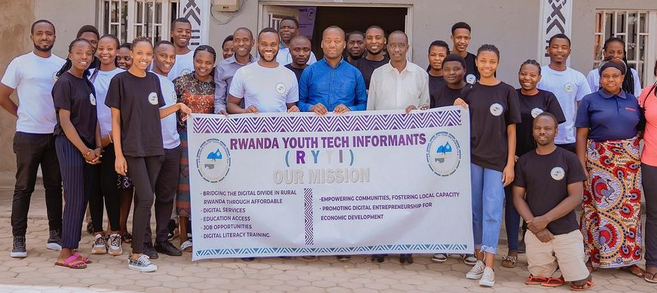 RWANDA YOUTH TECH INFORMANTS
( RYTI )
OUR MISSION
- BRIDGING THE DIGITAL DIVIDE IN RURAL
RWANDA THROUGH AFFORDABLE
- DIGITAL SERVICES
EDUCATION ACCESS
- JOB OPPORTUNITIES
- DIGITAL LITERACY TRAINING.
-EMPOWERING COMMUNITIES, FOSTERING LOCAL CAPACITY
- PROMOTING DIGITAL ENTREPRENEURSHIP FOR
ECONOMIC DEVELOPMENT